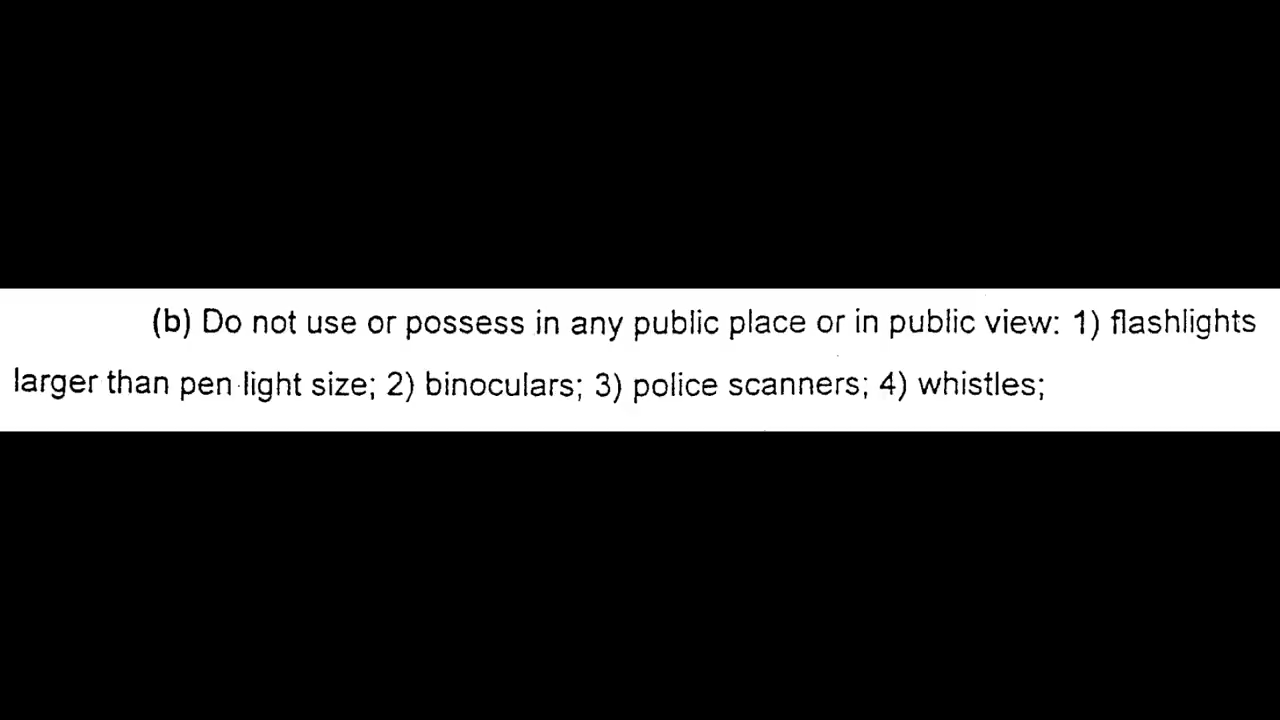 (b) Do not use or possess in any public place or in public view: 1) flashlights
larger than pen light size; 2) binoculars; 3) police scanners; 4) whistles;